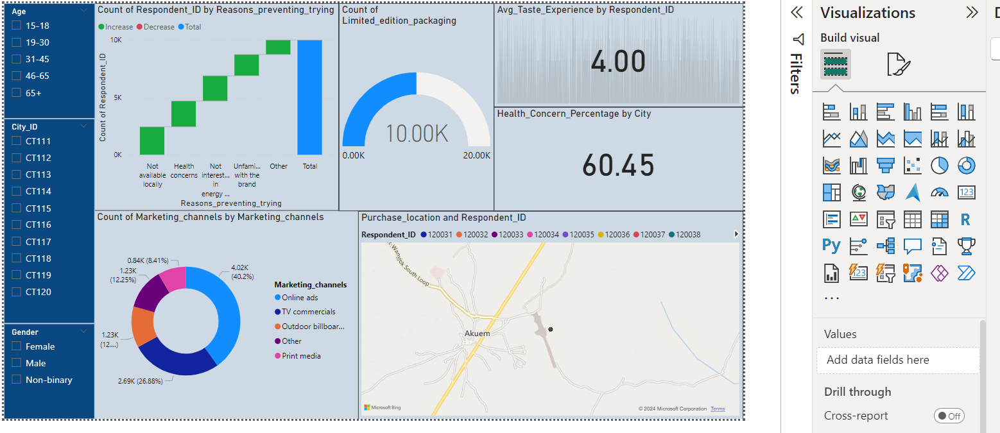 Age
15-18
19-30
31-45
46-65
65+
City_ID
CT111
CT112
CT113
CT114
CT115
CT116
CT117
CT118
CT119
CT120
Gender
Female
Male
Non-binary
Count of Respondent_ID by Reasons_preventing_trying
Increase Decrease Total
Count of Respondent_ID
10K
5K
0K
Not
available
locally
Health
concerns
Not
interest...
in
energy ...
Unfami...
with the
brand
Other
Total
Reasons_preventing_trying
Count of
Limited_edition_packaging
10.00K
0.00K
20.00K
Avg_Taste_Experience by Respondent_ID
4.00
Health_Concern_Percentage by City
60.45
Count of Marketing_channels by Marketing_channels
0.84K (8.41%)
1.23K
(12.25%)
4.02K
(40.2%)
1.23K
(12....)
2.69K (26.88%)
Marketing_channels
Online ads
TV commercials
Outdoor billboar...
Other
Print media
Purchase_location and Respondent_ID
Respondent_ID 120031 120032 120033 120034 120035 120036 120037 120038
Wanyjok South Loop
Akuem
Microsoft Bing
© 2024 Microsoft Corporation Terms
Filters
Visualizations
Build visual
123
R
Py
123
...
Values
Add data fields here
Drill through
Cross-report
Off